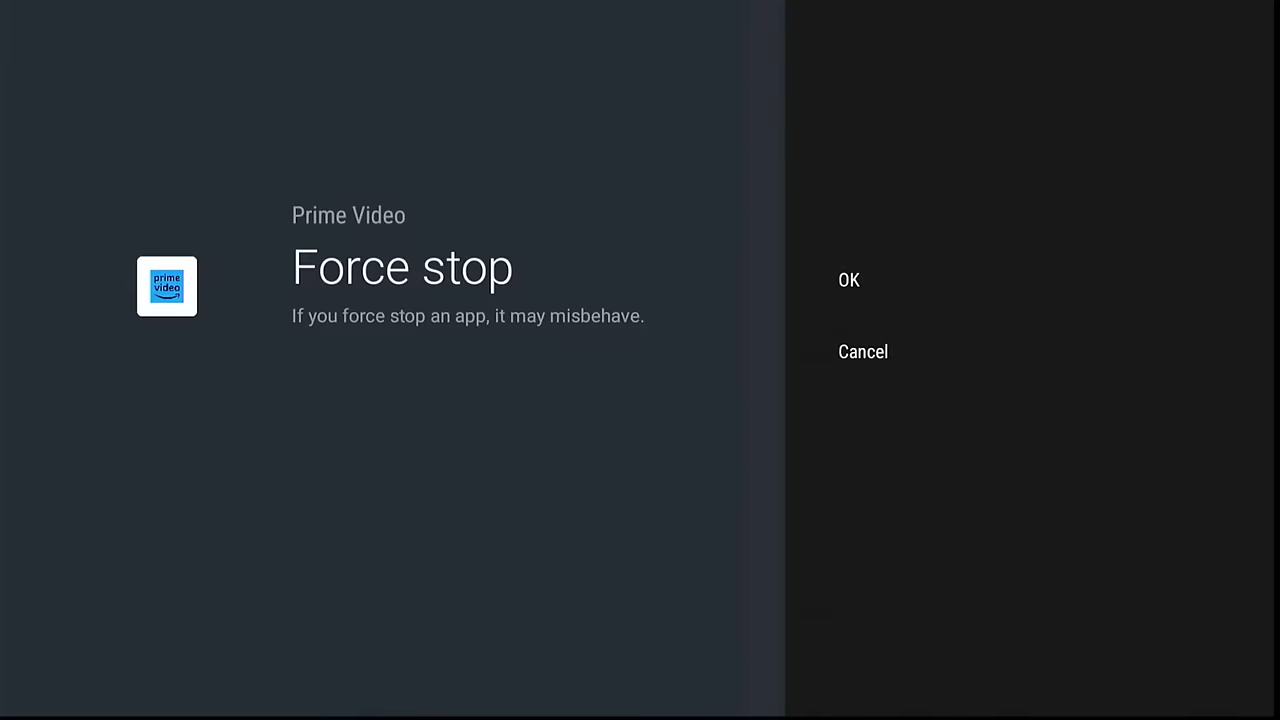 Prime Video
Force stop
If you force stop an app, it may misbehave.
prime
video
OK
Cancel